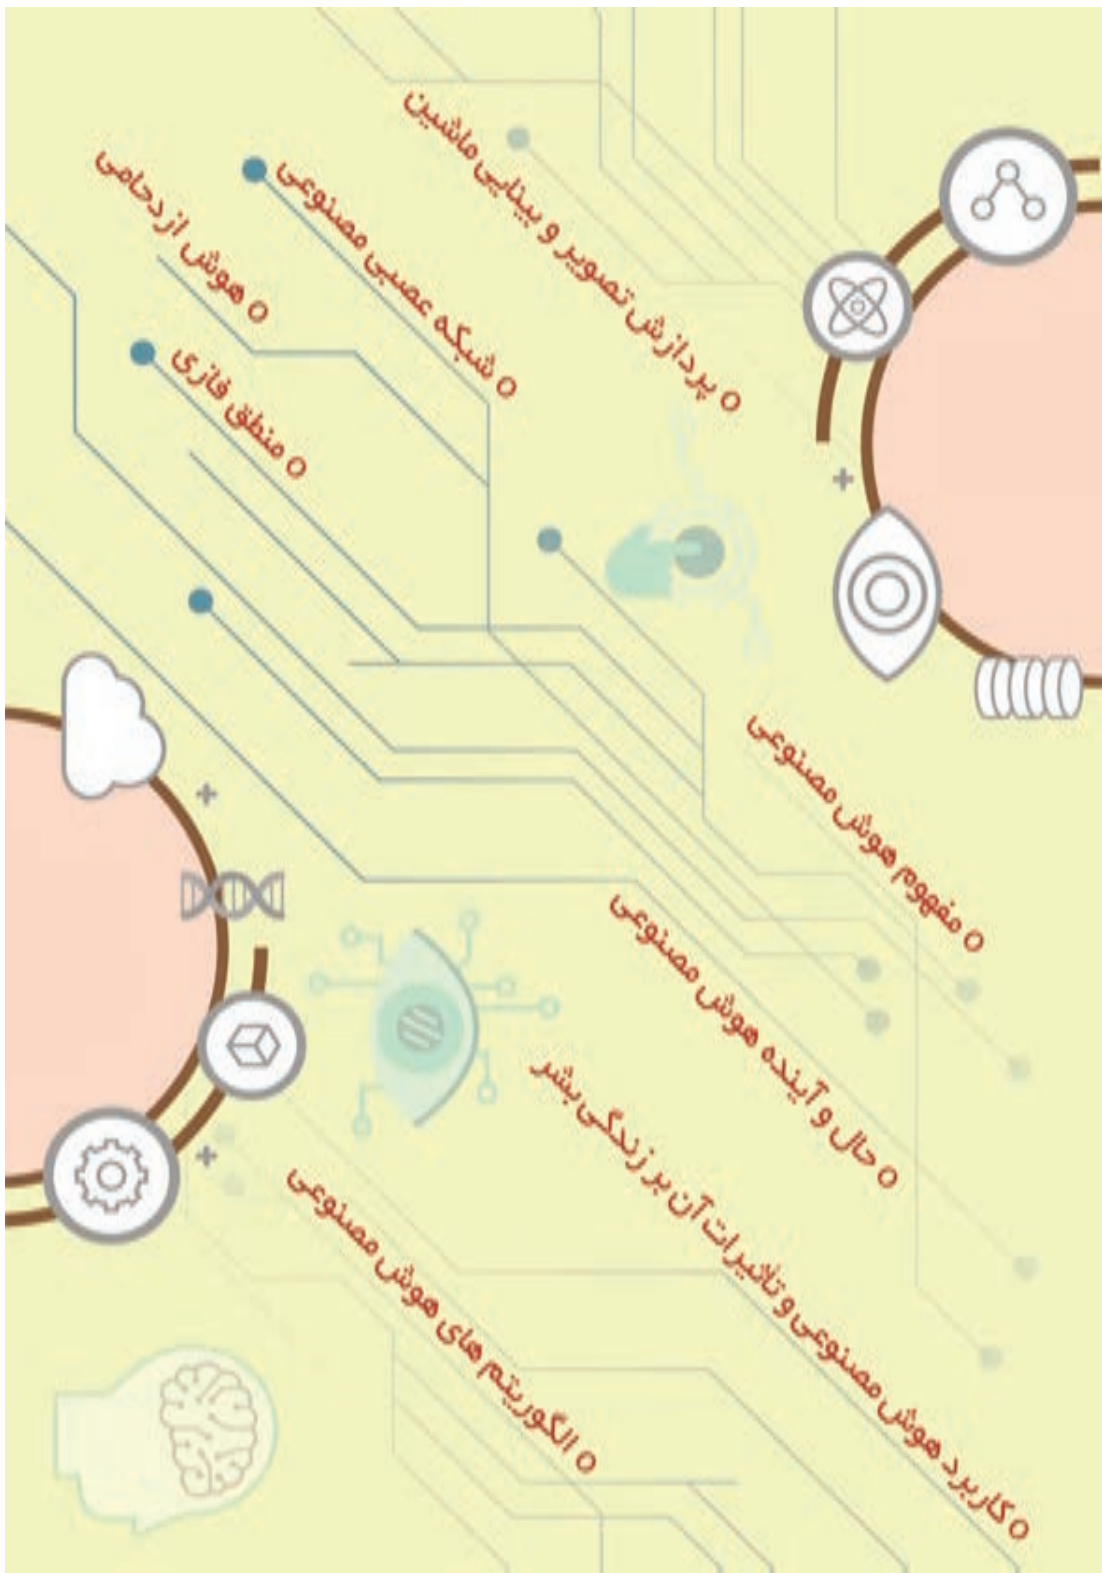 o مفهوم هوش مصنوعی
o حال و آینده هوش مصنوعی
o کاربرد هوش مصنوعی و تأثیرات آن بر زندگی بشر
o الگوریتم های هوش مصنوعی
o پردازش تصویر و بینایی ماشین
o شبکه عصبی مصنوعی
o هوش ازدحامی
o منطق فازی